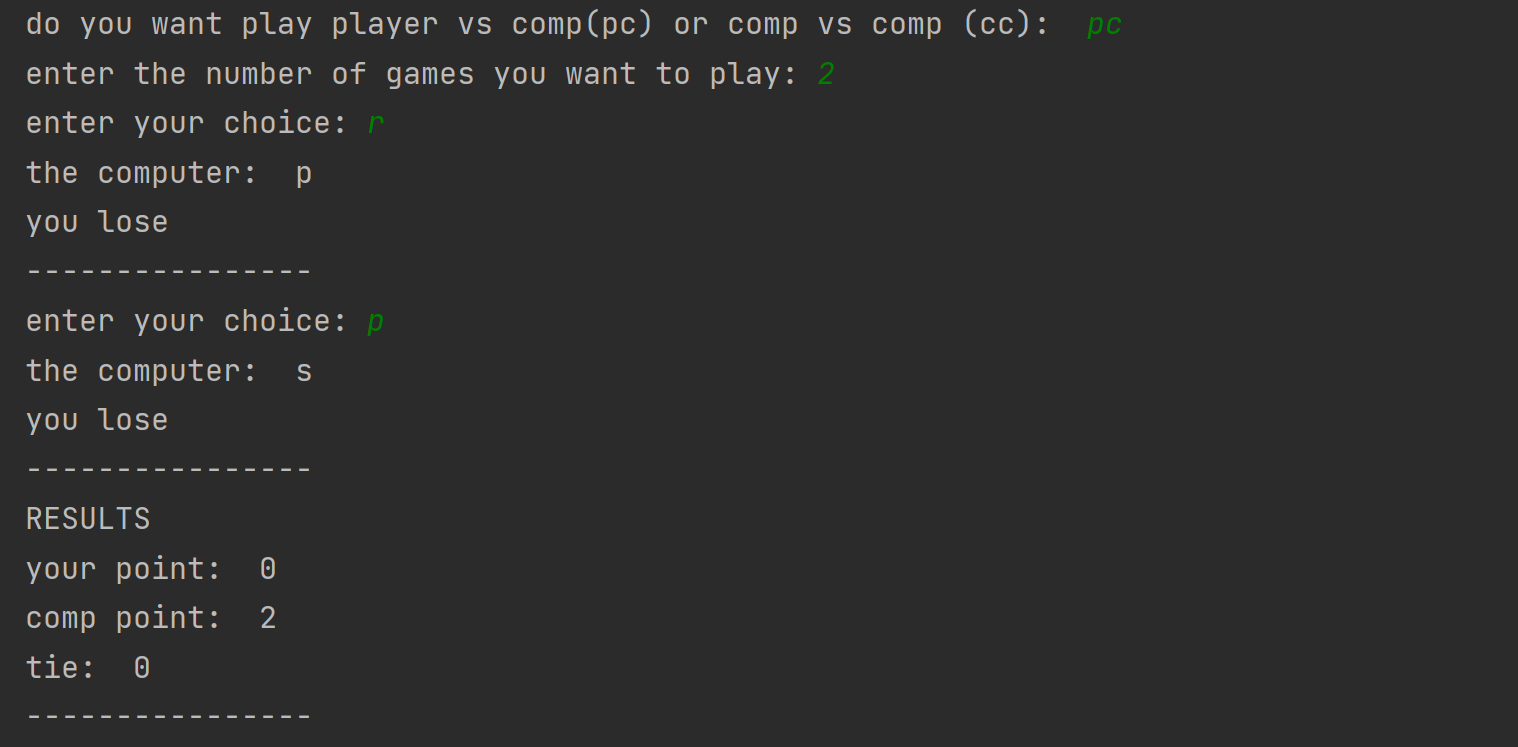 do you want play player vs comp(pc) or comp vs comp (cc):  pc
enter the number of games you want to play: 2
enter your choice: r
the computer:  p
you lose
----------------
enter your choice: p
the computer:  s
you lose
----------------
RESULTS
your point:  0
comp point:  2
tie:  0
----------------